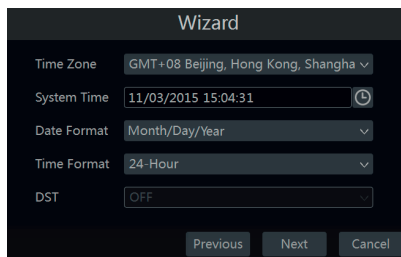 Wizard
Time Zone GMT+08 Beijing, Hong Kong, Shangha
System Time 11/03/2015 15:04:31
Date Format Month/Day/Year
Time Format 24-Hour
DST OFF
Previous Next Cancel